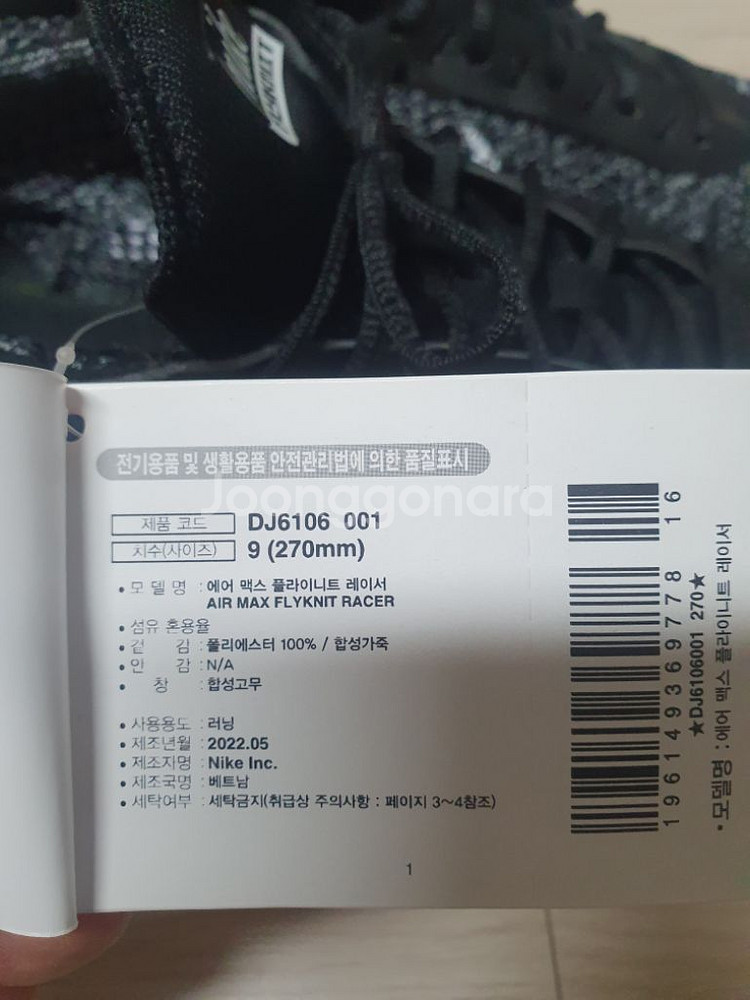 FLYKNIT
전기용품 및 생활용품 안전관리법에 의한 품질표시
Joonggonara
제품 코드 DJ6106 001
치수(사이즈) 9 (270mm)
• 모 델 명 : 에어 맥스 플라이니트 레이서
AIR MAX FLYKNIT RACER
• 섬유 혼용율
• 겉 감 : 폴리에스터 100% / 합성가죽
• 안 감 : N/A
• 창 : 합성고무
• 사용용도 : 러닝
• 제조년월 : 2022.05
• 제조자명 : Nike Inc.
• 제조국명 : 베트남
• 세탁여부 : 세탁금지(취급상 주의사항 : 페이지 3~4참조)
1
196149369778 16
★DJ6106001 270★
• 모델명 : 에어 맥스 플라이니트 레이서